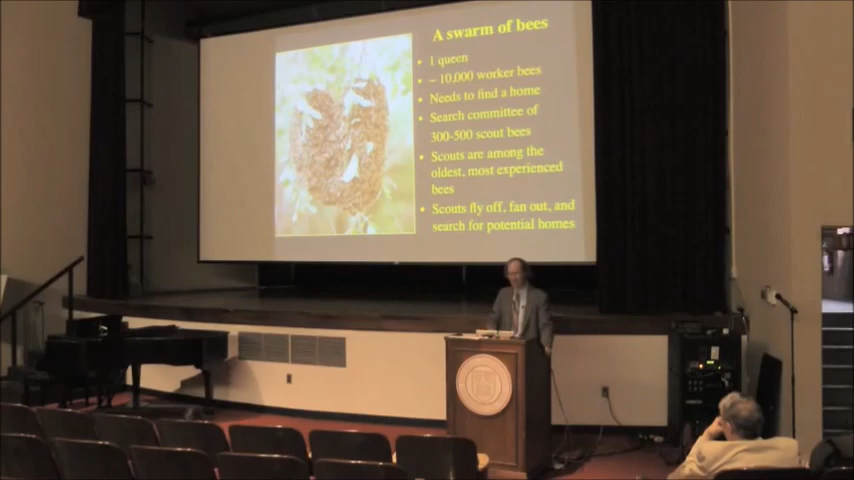 A swarm of bees
• 1 queen
• ~ 10,000 worker bees
• Needs to find a home
• Search committee of
300-500 scout bees
• Scouts are among the
oldest, most experienced
bees
• Scouts fly off, fan out, and
search for potential homes